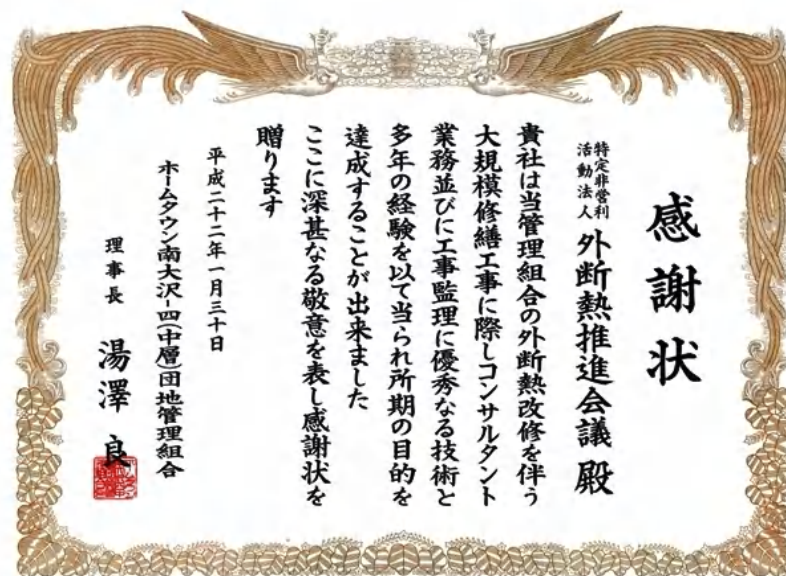 感謝状
特定非営利
活動法人
外断熱推進会議 殿
貴社は当管理組合の外断熱改修を伴う
大規模修繕工事に際しコンサルタント
業務並びに工事監理に優秀なる技術と
多年の経験を以て当られ所期の目的を
達成することが出来ました
ここに深甚なる敬意を表し感謝状を
贈ります
平成二十二年一月三十日
ホームタウン南大沢-四(中層)団地管理組合
理事長 湯澤 良